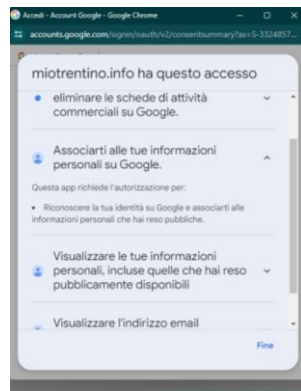 Accedi - Account Google - Google Chrome
accounts.google.com/signin/oauth/v2/consentsummary?as=S-3324857...
miotrentino.info ha questo accesso
eliminare le schede di attività
commerciali su Google.
Associarti alle tue informazioni
personali su Google.
Questa app richiede l'autorizzazione per:
• Riconoscere la tua identità su Google e associarti alle
informazioni personali che hai reso pubbliche.
Visualizzare le tue informazioni
personali, incluse quelle che hai reso
pubblicamente disponibili
Visualizzare l'indirizzo email
Fine